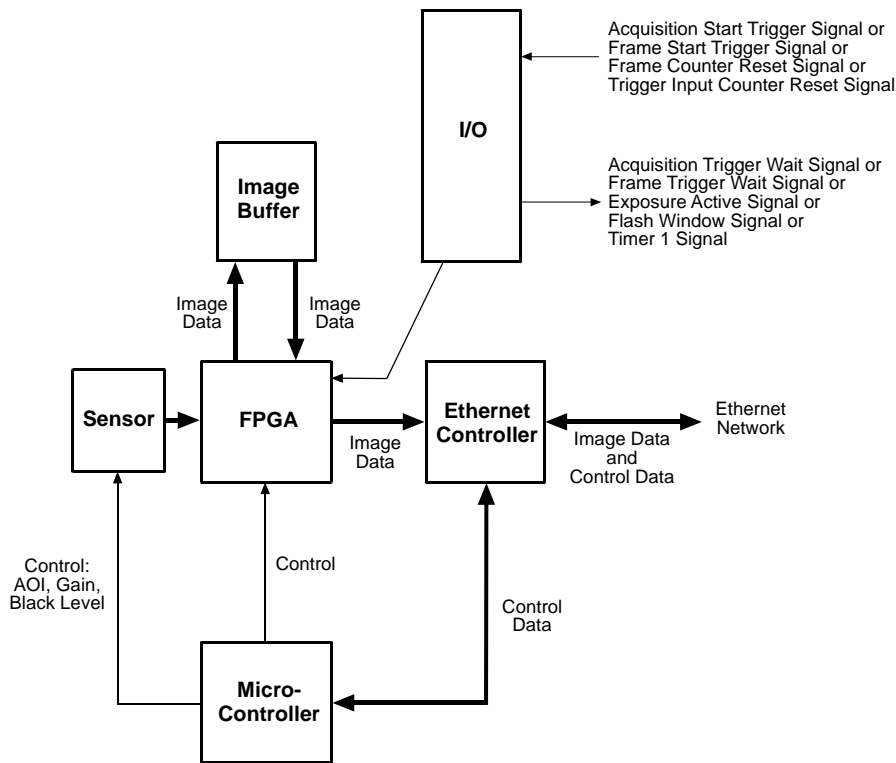 Acquisition Start Trigger Signal or
Frame Start Trigger Signal or
Frame Counter Reset Signal or
Trigger Input Counter Reset Signal
I/O
Acquisition Trigger Wait Signal or
Frame Trigger Wait Signal or
Exposure Active Signal or
Flash Window Signal or
Timer 1 Signal
Image
Buffer
Image
Data
Image
Data
Sensor
FPGA
Image
Data
Ethernet
Controller
Image Data
and
Control Data
Ethernet
Network
Control:
AOI, Gain,
Black Level
Control
Control
Data
Micro-
Controller